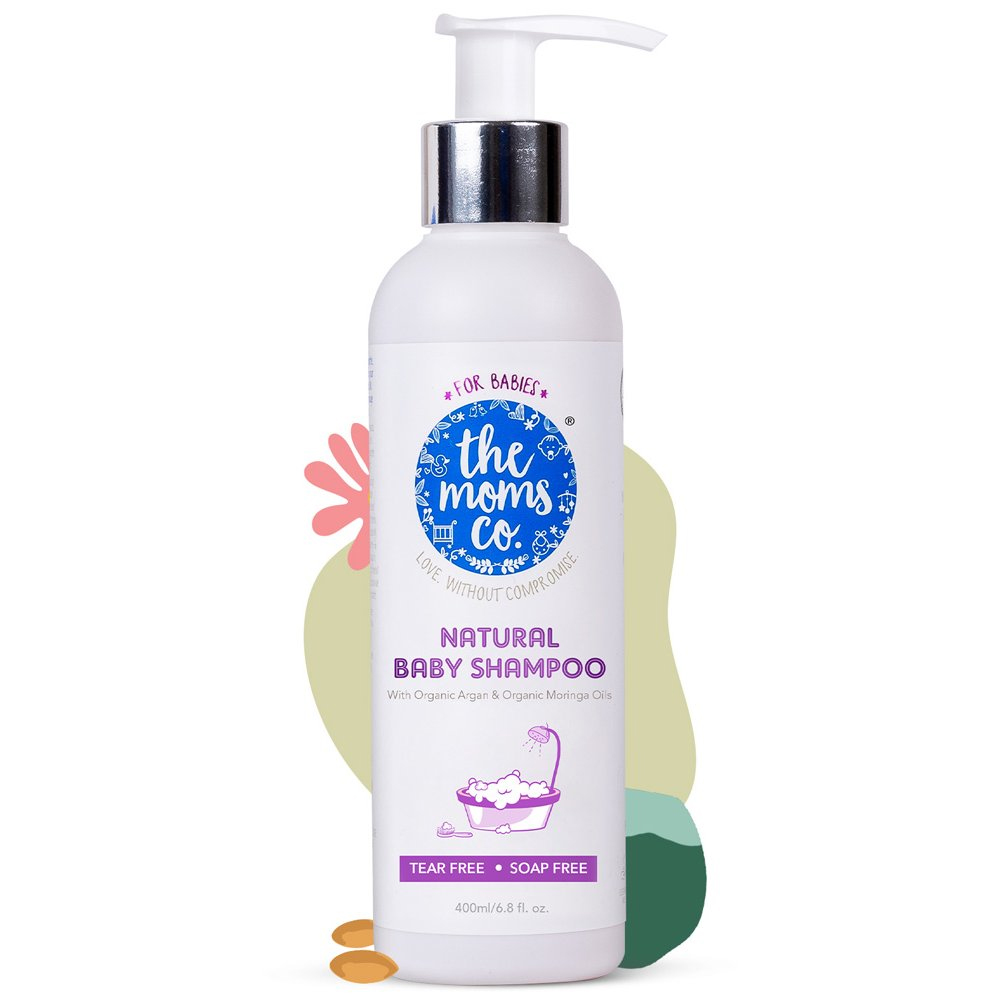 * FOR BABIES *
®
the
moms
co.
LOVE. WITHOUT COMPROMISE.
NATURAL
BABY SHAMPOO
With Organic Argan & Organic Moringa Oils
TEAR FREE • SOAP FREE
400ml/6.8 fl. oz.